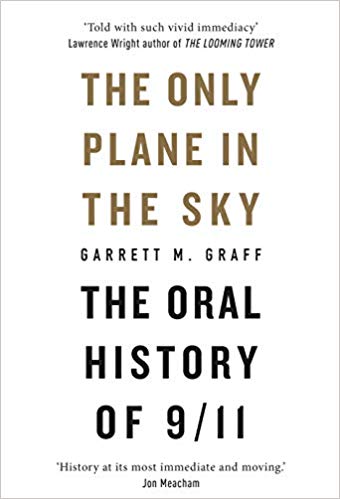 ‘Told with such vivid immediacy’
Lawrence Wright author of THE LOOMING TOWER
THE ONLY
PLANE IN
THE SKY
GARRETT M. GRAFF
THE ORAL
HISTORY
OF 9/11
‘History at its most immediate and moving.’
Jon Meacham